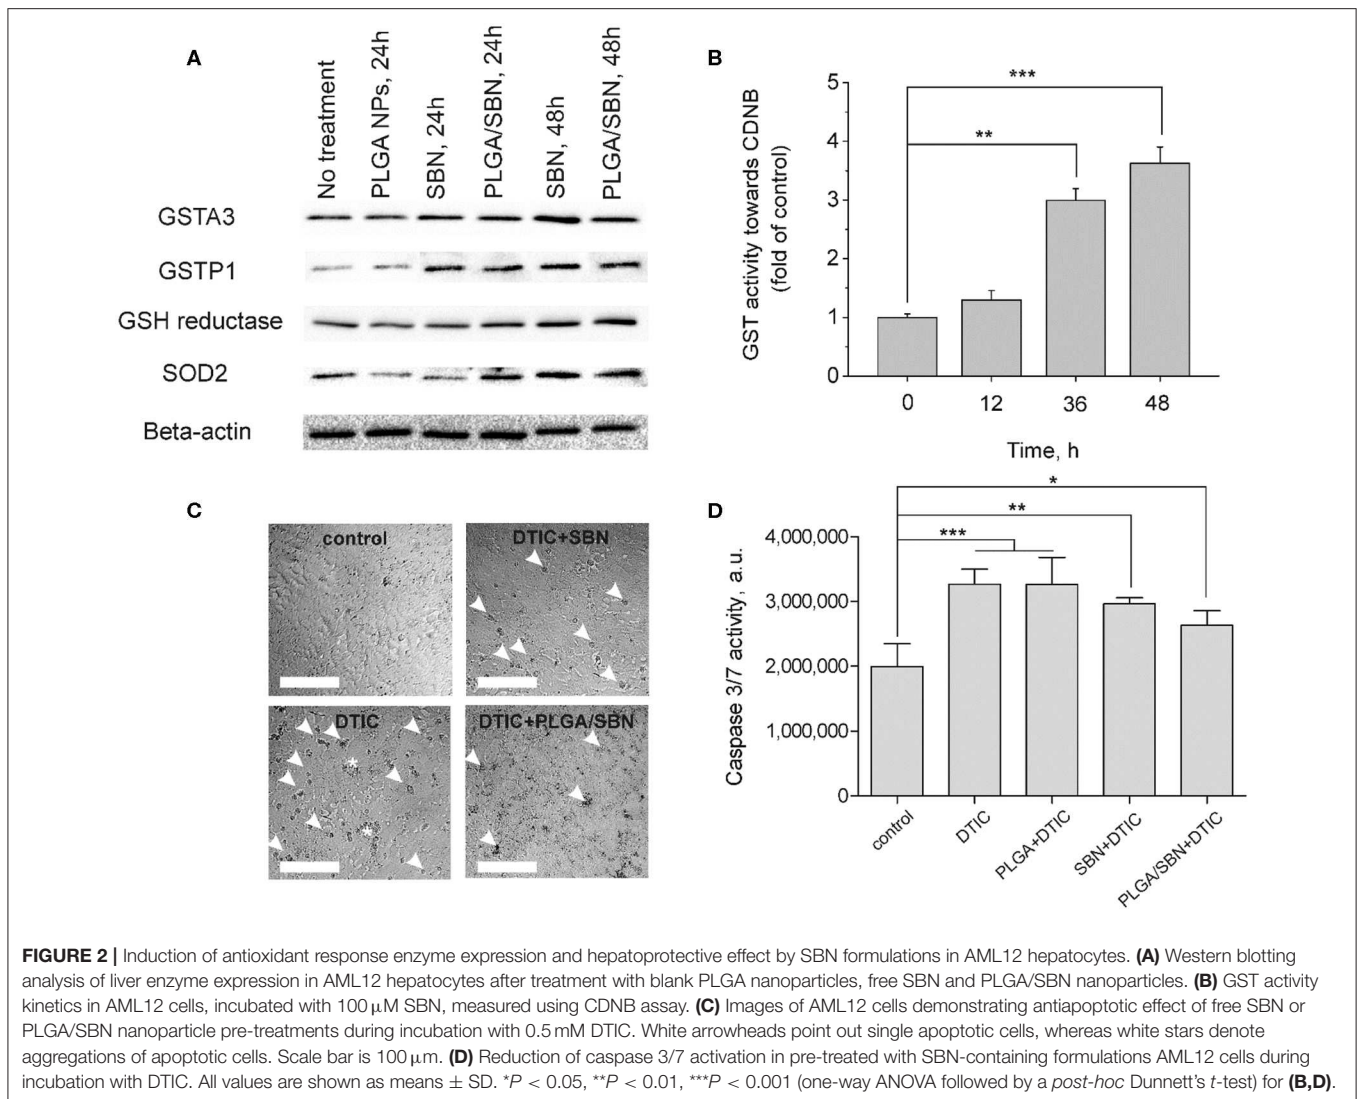 A
No treatment
PLGA NPs, 24h
SBN, 24h
PLGA/SBN, 24h
SBN, 48h
PLGA/SBN, 48h
GSTA3
GSTP1
GSH reductase
SOD2
Beta-actin
B
GST activity towards CDNB
(fold of control)
5
4
3
2
1
0
***
**
0 12 36 48
Time, h
C
control
DTIC+SBN
DTIC
*
*
DTIC+PLGA/SBN
D
Caspase 3/7 activity, a.u.
4,000,000
3,000,000
2,000,000
1,000,000
0
*
**
***
control
DTIC
PLGA+DTIC
SBN+DTIC
PLGA/SBN+DTIC
FIGURE 2 | Induction of antioxidant response enzyme expression and hepatoprotective effect by SBN formulations in AML12 hepatocytes. (A) Western blotting
analysis of liver enzyme expression in AML12 hepatocytes after treatment with blank PLGA nanoparticles, free SBN and PLGA/SBN nanoparticles. (B) GST activity
kinetics in AML12 cells, incubated with 100 μM SBN, measured using CDNB assay. (C) Images of AML12 cells demonstrating antiapoptotic effect of free SBN or
PLGA/SBN nanoparticle pre-treatments during incubation with 0.5 mM DTIC. White arrowheads point out single apoptotic cells, whereas white stars denote
aggregations of apoptotic cells. Scale bar is 100 μm. (D) Reduction of caspase 3/7 activation in pre-treated with SBN-containing formulations AML12 cells during
incubation with DTIC. All values are shown as means ± SD. *P < 0.05, **P < 0.01, ***P < 0.001 (one-way ANOVA followed by a post-hoc Dunnett's t-test) for (B,D).